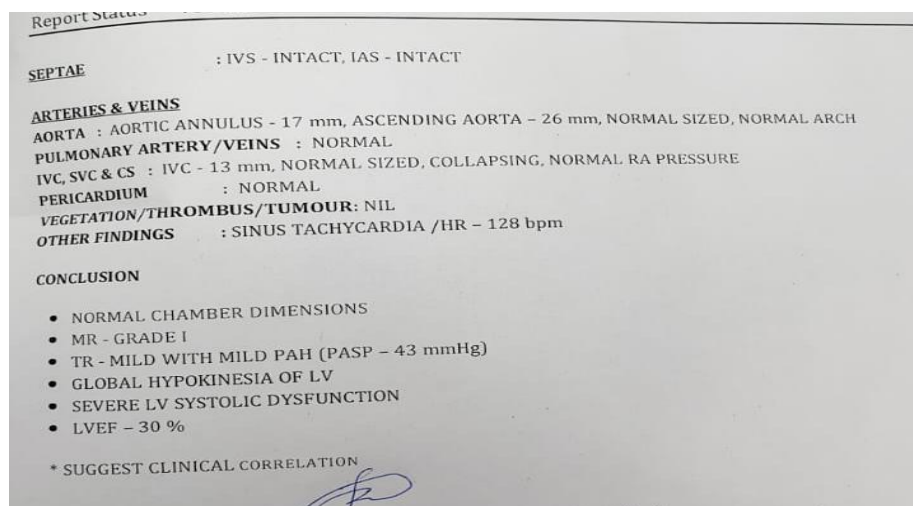 Report Status
SEPTAE : IVS - INTACT, IAS - INTACT
ARTERIES & VEINS
AORTA : AORTIC ANNULUS - 17 mm, ASCENDING AORTA – 26 mm, NORMAL SIZED, NORMAL ARCH
PULMONARY ARTERY/VEINS : NORMAL
IVC, SVC & CS : IVC - 13 mm, NORMAL SIZED, COLLAPSING, NORMAL RA PRESSURE
PERICARDIUM : NORMAL
VEGETATION/THROMBUS/TUMOUR: NIL
OTHER FINDINGS : SINUS TACHYCARDIA /HR – 128 bpm
CONCLUSION
• NORMAL CHAMBER DIMENSIONS
• MR - GRADE I
• TR - MILD WITH MILD PAH (PASP – 43 mmHg)
• GLOBAL HYPOKINESIA OF LV
• SEVERE LV SYSTOLIC DYSFUNCTION
• LVEF – 30 %
* SUGGEST CLINICAL CORRELATION